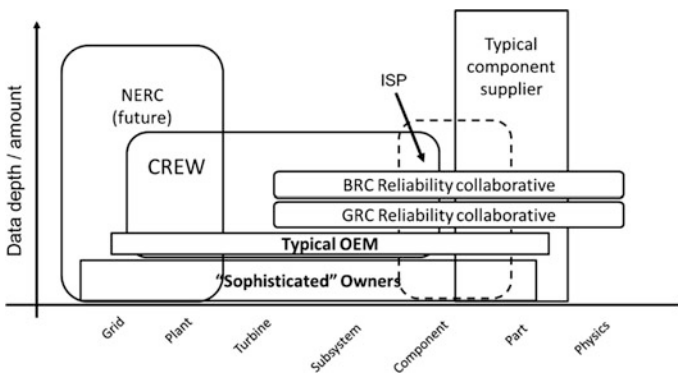 Data depth / amount
NERC
(future)
CREW
ISP
Typical
component
supplier
BRC Reliability collaborative
GRC Reliability collaborative
Typical OEM
“Sophisticated” Owners
Grid
Plant
Turbine
Subsystem
Component
Part
Physics